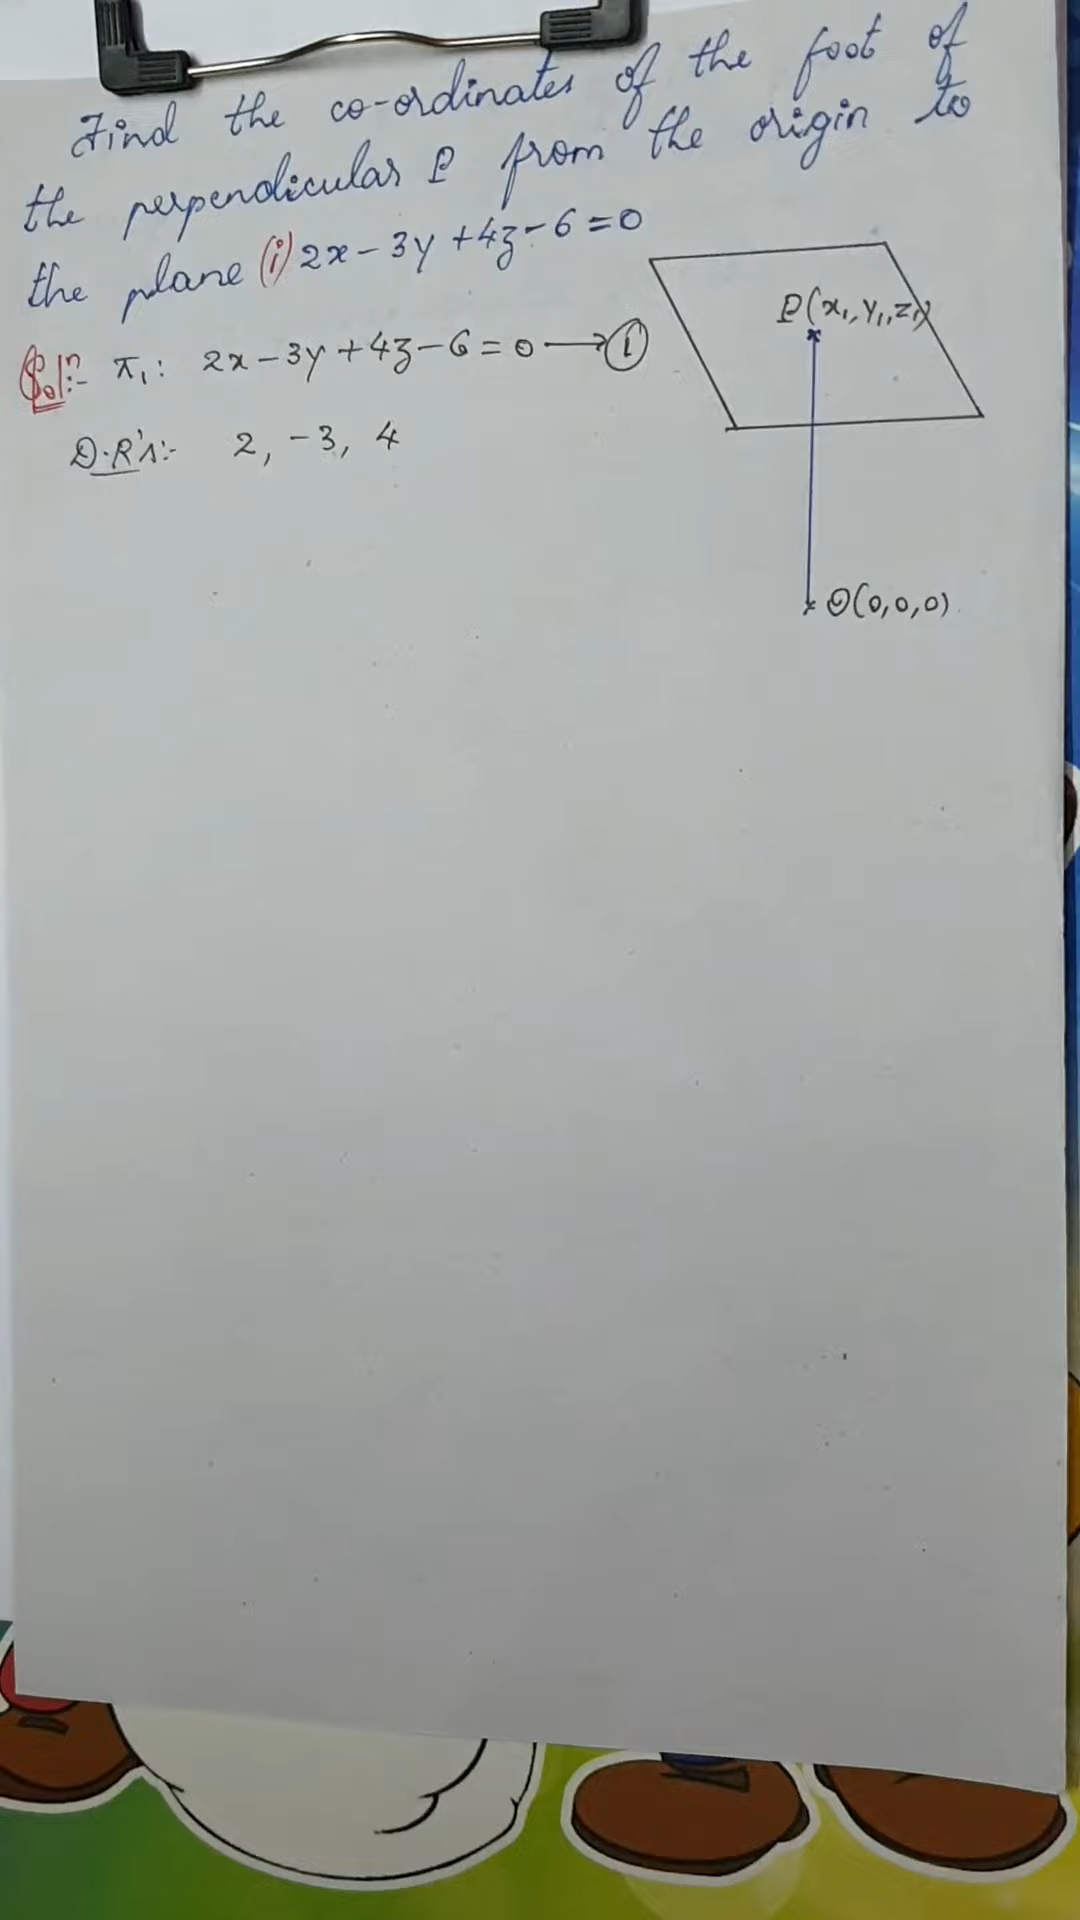 Find the co-ordinates of the foot of
the perpendicular P from the origin to
the plane (i) 2x-3y+4z-6=0
P(x₁,y₁,z₁)
Solⁿ:- π₁: 2x-3y+4z-6=0 → ①
D.R's:- 2, -3, 4
O(0,0,0)